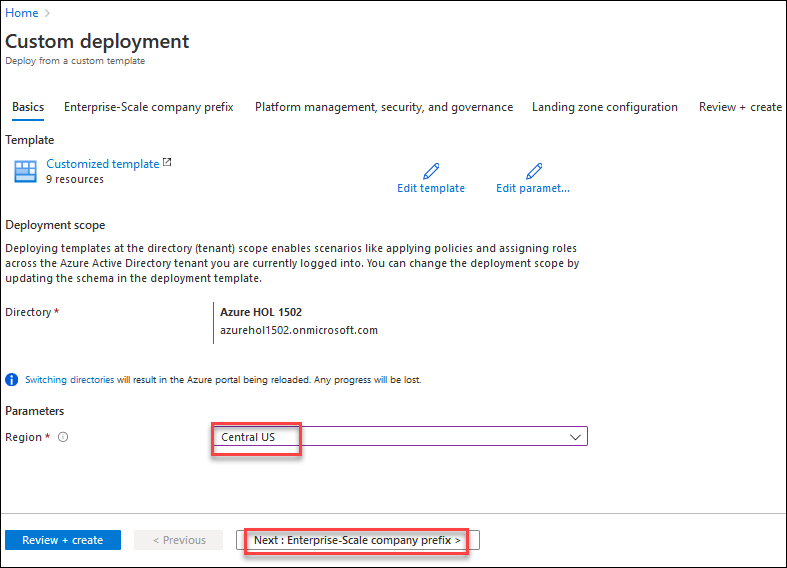 Home >
Custom deployment
Deploy from a custom template
Basics Enterprise-Scale company prefix Platform management, security, and governance Landing zone configuration Review + create
Template
Customized template
9 resources
Edit template Edit paramet...
Deployment scope
Deploying templates at the directory (tenant) scope enables scenarios like applying policies and assigning roles
across the Azure Active Directory tenant you are currently logged into. You can change the deployment scope by
updating the schema in the deployment template.
Directory * Azure HOL 1502
azurehol1502.onmicrosoft.com
Switching directories will result in the Azure portal being reloaded. Any progress will be lost.
Parameters
Region * Central US
Review + create < Previous Next : Enterprise-Scale company prefix >